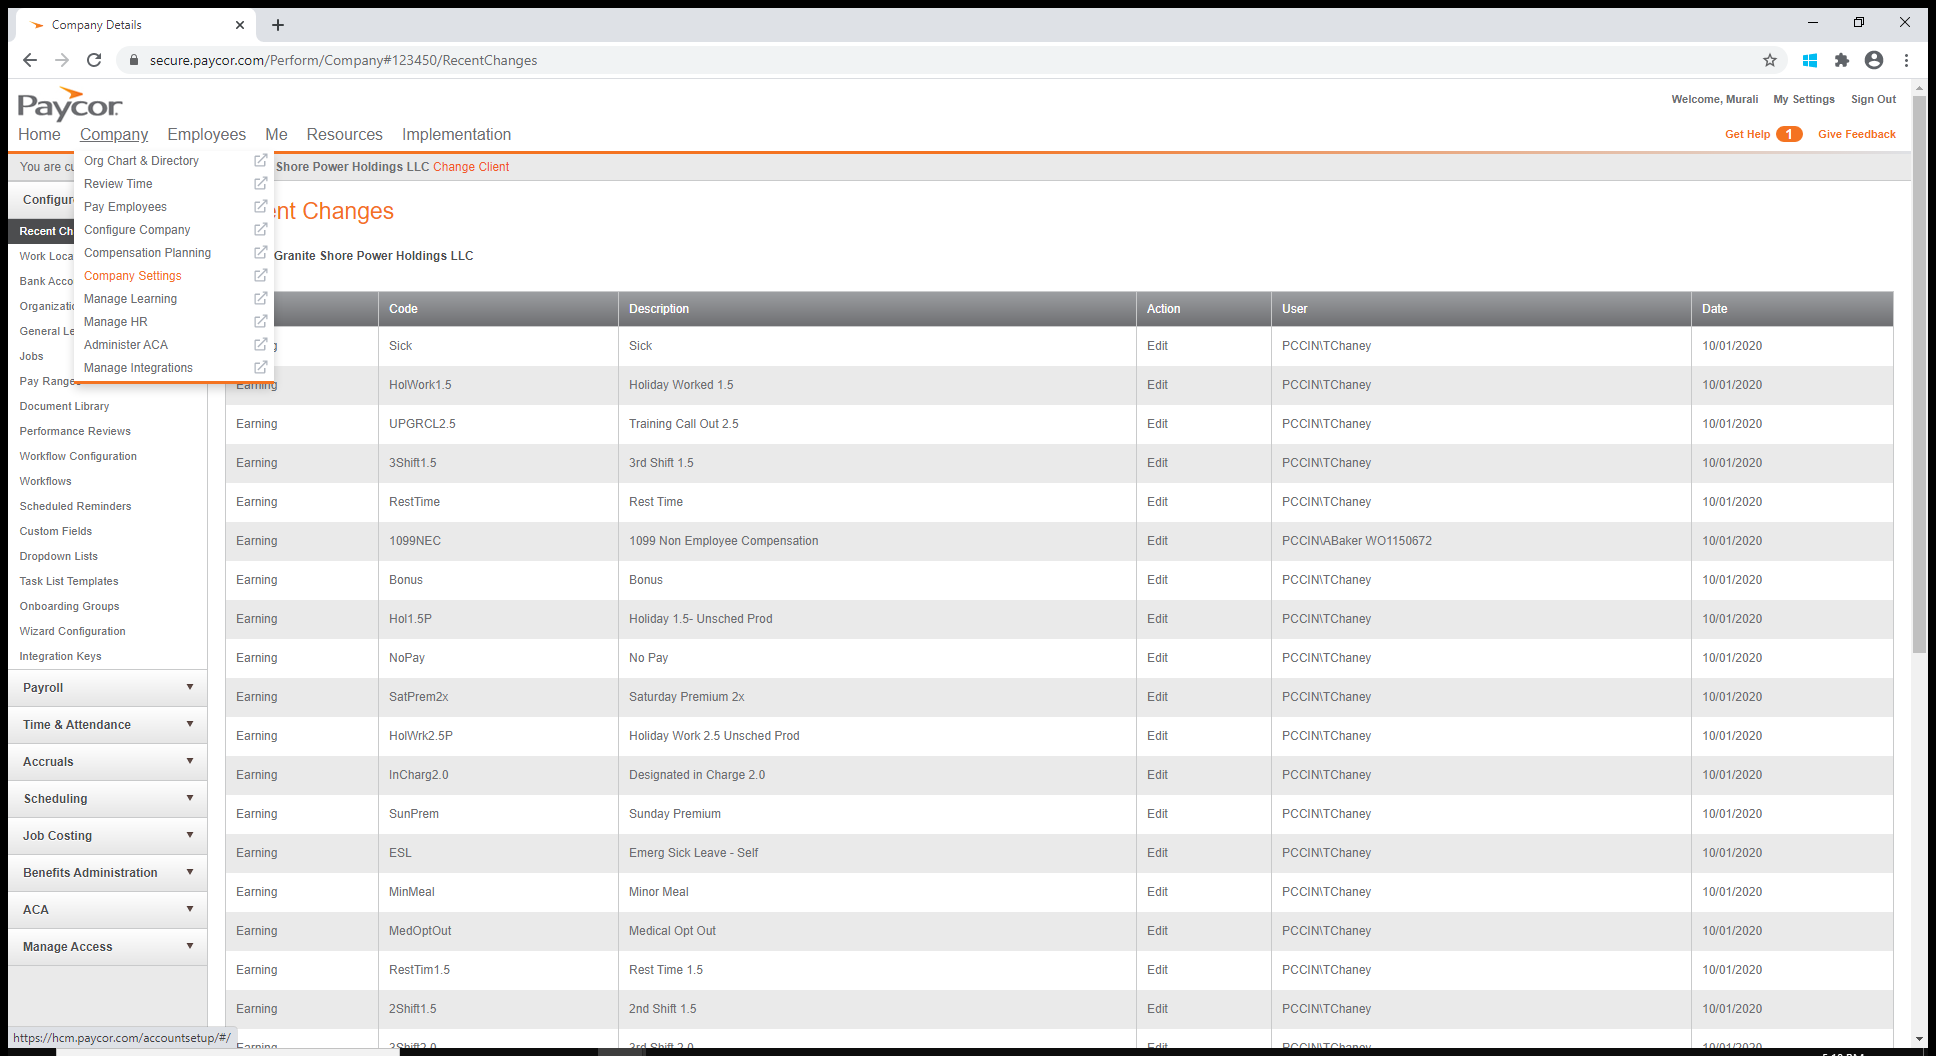 Company Details
secure.paycor.com/Perform/Company#123450/RecentChanges
Paycor
Welcome, Murali My Settings Sign Out
Home Company Employees Me Resources Implementation
Get Help 1 Give Feedback
You are cu Shore Power Holdings LLC Change Client
Org Chart & Directory
Review Time
Pay Employees
Configure Company
Compensation Planning
Company Settings
Manage Learning
Manage HR
Administer ACA
Manage Integrations
Configur
Recent Ch
Work Loca
Bank Acco
Organizatio
General Le
Jobs
Pay Ranges
Document Library
Performance Reviews
Workflow Configuration
Workflows
Scheduled Reminders
Custom Fields
Dropdown Lists
Task List Templates
Onboarding Groups
Wizard Configuration
Integration Keys
Payroll
Time & Attendance
Accruals
Scheduling
Job Costing
Benefits Administration
ACA
Manage Access
nt Changes
Granite Shore Power Holdings LLC
Code Description Action User Date
g Sick Sick Edit PCCIN\TChaney 10/01/2020
Earning HolWork1.5 Holiday Worked 1.5 Edit PCCIN\TChaney 10/01/2020
Earning UPGRCL2.5 Training Call Out 2.5 Edit PCCIN\TChaney 10/01/2020
Earning 3Shift1.5 3rd Shift 1.5 Edit PCCIN\TChaney 10/01/2020
Earning RestTime Rest Time Edit PCCIN\TChaney 10/01/2020
Earning 1099NEC 1099 Non Employee Compensation Edit PCCIN\ABaker WO1150672 10/01/2020
Earning Bonus Bonus Edit PCCIN\TChaney 10/01/2020
Earning Hol1.5P Holiday 1.5- Unsched Prod Edit PCCIN\TChaney 10/01/2020
Earning NoPay No Pay Edit PCCIN\TChaney 10/01/2020
Earning SatPrem2x Saturday Premium 2x Edit PCCIN\TChaney 10/01/2020
Earning HolWrk2.5P Holiday Work 2.5 Unsched Prod Edit PCCIN\TChaney 10/01/2020
Earning InCharg2.0 Designated in Charge 2.0 Edit PCCIN\TChaney 10/01/2020
Earning SunPrem Sunday Premium Edit PCCIN\TChaney 10/01/2020
Earning ESL Emerg Sick Leave - Self Edit PCCIN\TChaney 10/01/2020
Earning MinMeal Minor Meal Edit PCCIN\TChaney 10/01/2020
Earning MedOptOut Medical Opt Out Edit PCCIN\TChaney 10/01/2020
Earning RestTim1.5 Rest Time 1.5 Edit PCCIN\TChaney 10/01/2020
Earning 2Shift1.5 2nd Shift 1.5 Edit PCCIN\TChaney 10/01/2020
Earning 3Shift2.0 3rd Shift 2.0 Edit PCCIN\TChaney 10/01/2020
https://hcm.paycor.com/accountsetup/#/